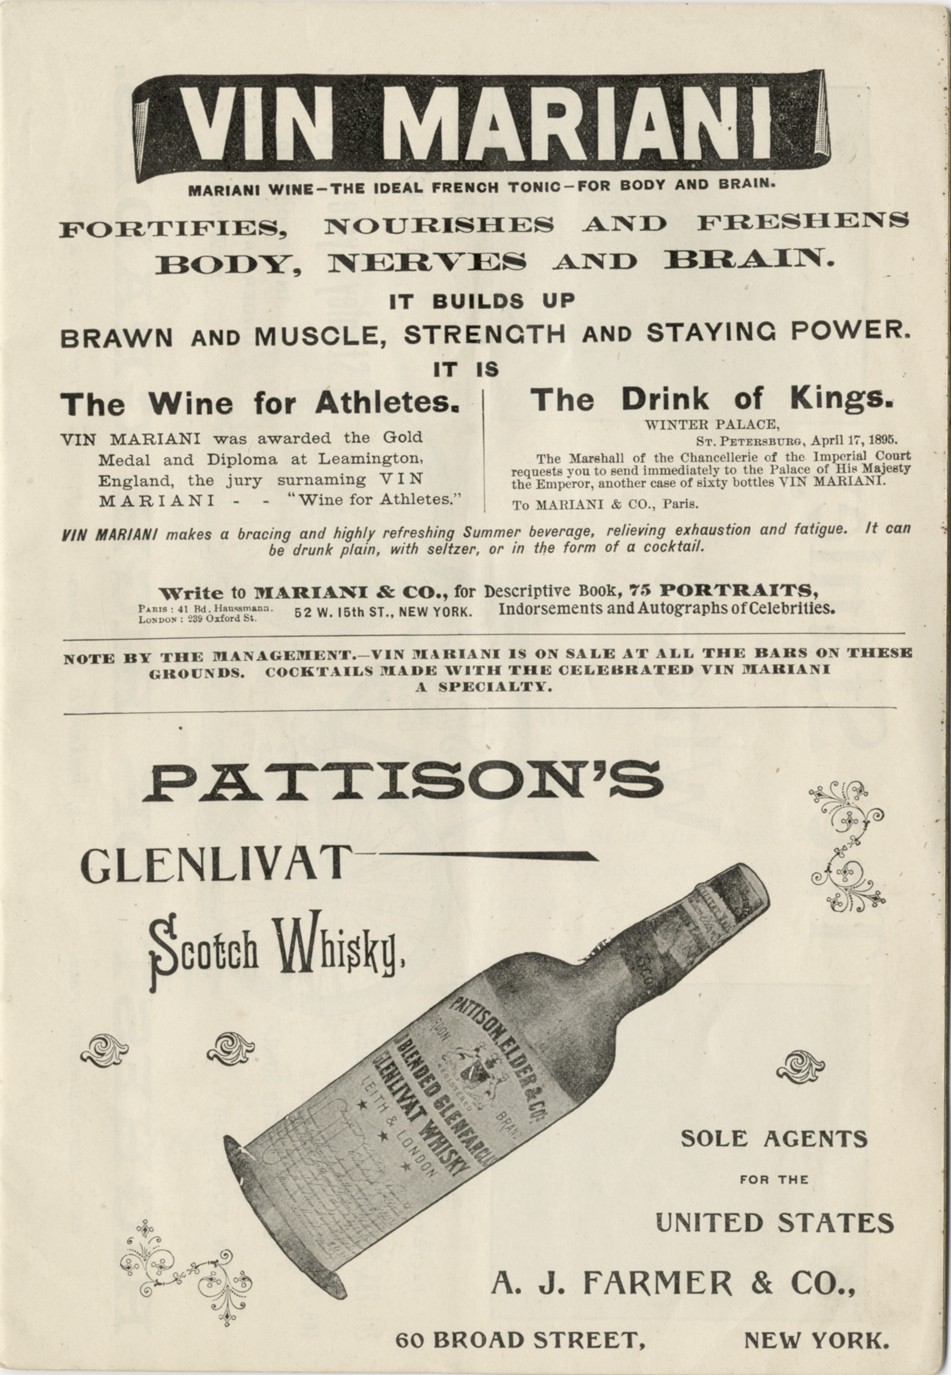 VIN MARIANI
MARIANI WINE—THE IDEAL FRENCH TONIC—FOR BODY AND BRAIN.
FORTIFIES, NOURISHES AND FRESHENS
BODY, NERVES AND BRAIN.
IT BUILDS UP
BRAWN AND MUSCLE, STRENGTH AND STAYING POWER.
IT IS
The Wine for Athletes.
VIN MARIANI was awarded the Gold
Medal and Diploma at Leamington,
England, the jury surnaming VIN
MARIANI - - "Wine for Athletes."
The Drink of Kings.
WINTER PALACE,
ST. PETERSBURG, April 17, 1895.
The Marshall of the Chancellerie of the Imperial Court
requests you to send immediately to the Palace of His Majesty
the Emperor, another case of sixty bottles VIN MARIANI.
To MARIANI & CO., Paris.
VIN MARIANI makes a bracing and highly refreshing Summer beverage, relieving exhaustion and fatigue. It can
be drunk plain, with seltzer, or in the form of a cocktail.
Write to MARIANI & CO., for Descriptive Book, 75 PORTRAITS,
PARIS: 41 Bd. Haussmann.
LONDON: 239 Oxford St.
52 W. 15th ST., NEW YORK.
Indorsements and Autographs of Celebrities.
NOTE BY THE MANAGEMENT.—VIN MARIANI IS ON SALE AT ALL THE BARS ON THESE
GROUNDS. COCKTAILS MADE WITH THE CELEBRATED VIN MARIANI
A SPECIALTY.
PATTISON'S
GLENLIVAT
Scotch Whisky,
PATTISON, ELDER & CO'S
BRAND
BLENDED GLENFARCLAS
GLENLIVAT WHISKY
LEITH & LONDON
SOLE AGENTS
FOR THE
UNITED STATES
A. J. FARMER & CO.,
60 BROAD STREET, NEW YORK.